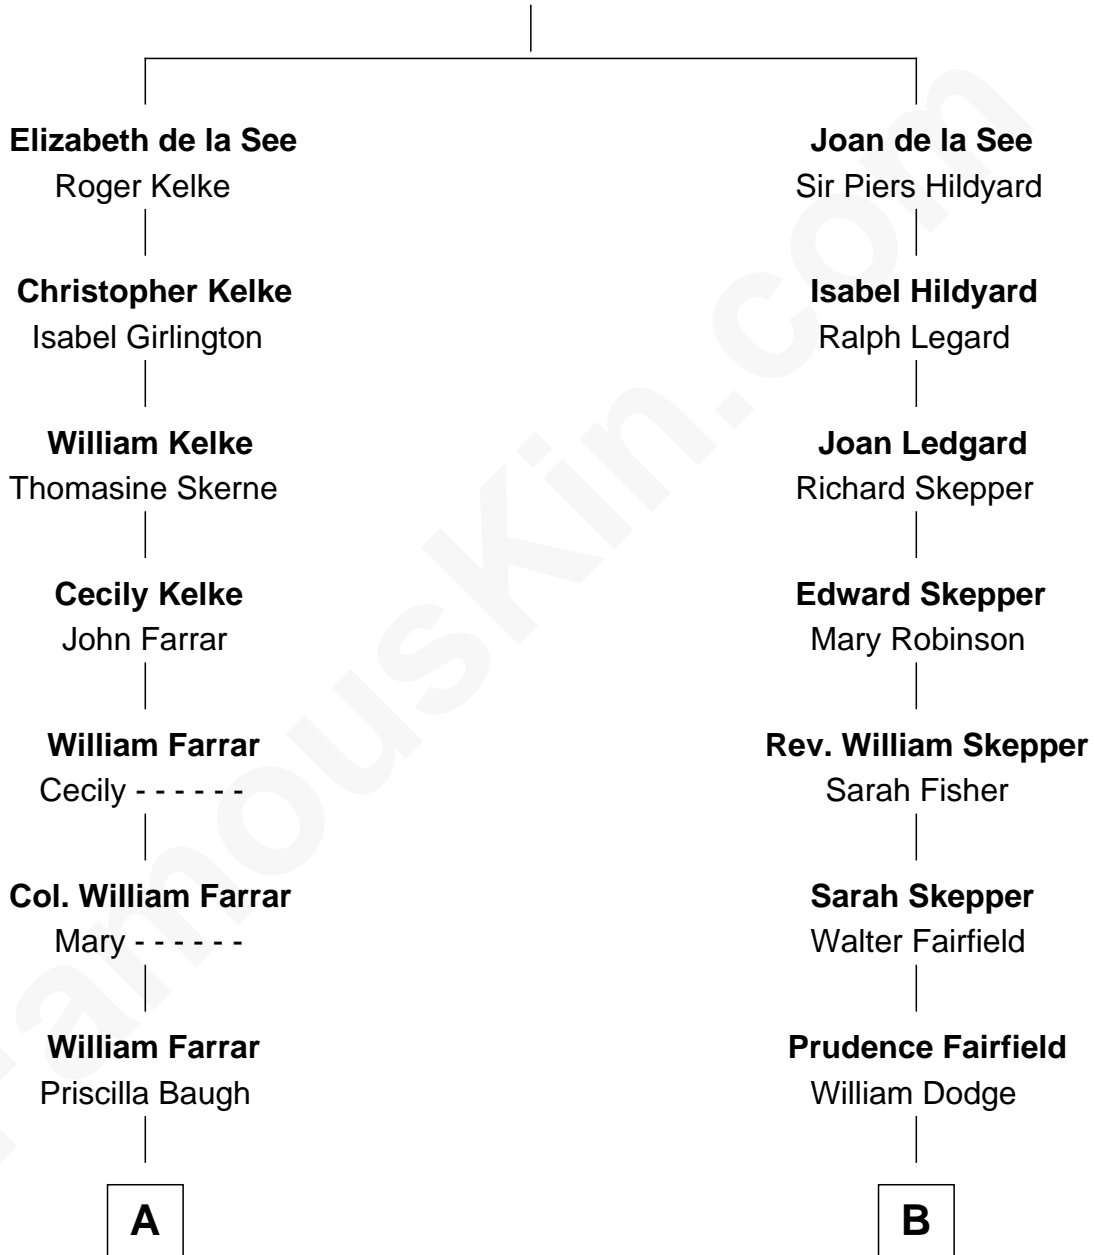 Elizabeth de la See
Roger Kelke
Christopher Kelke
Isabel Girlington
William Kelke
Thomasine Skerne
Cecily Kelke
John Farrar
William Farrar
Cecily - - - - - -
Col. William Farrar
Mary - - - - - -
William Farrar
Priscilla Baugh
A
Joan de la See
Sir Piers Hildyard
Isabel Hildyard
Ralph Legard
Joan Ledgard
Richard Skepper
Edward Skepper
Mary Robinson
Rev. William Skepper
Sarah Fisher
Sarah Skepper
Walter Fairfield
Prudence Fairfield
William Dodge
B
FamousKin.com